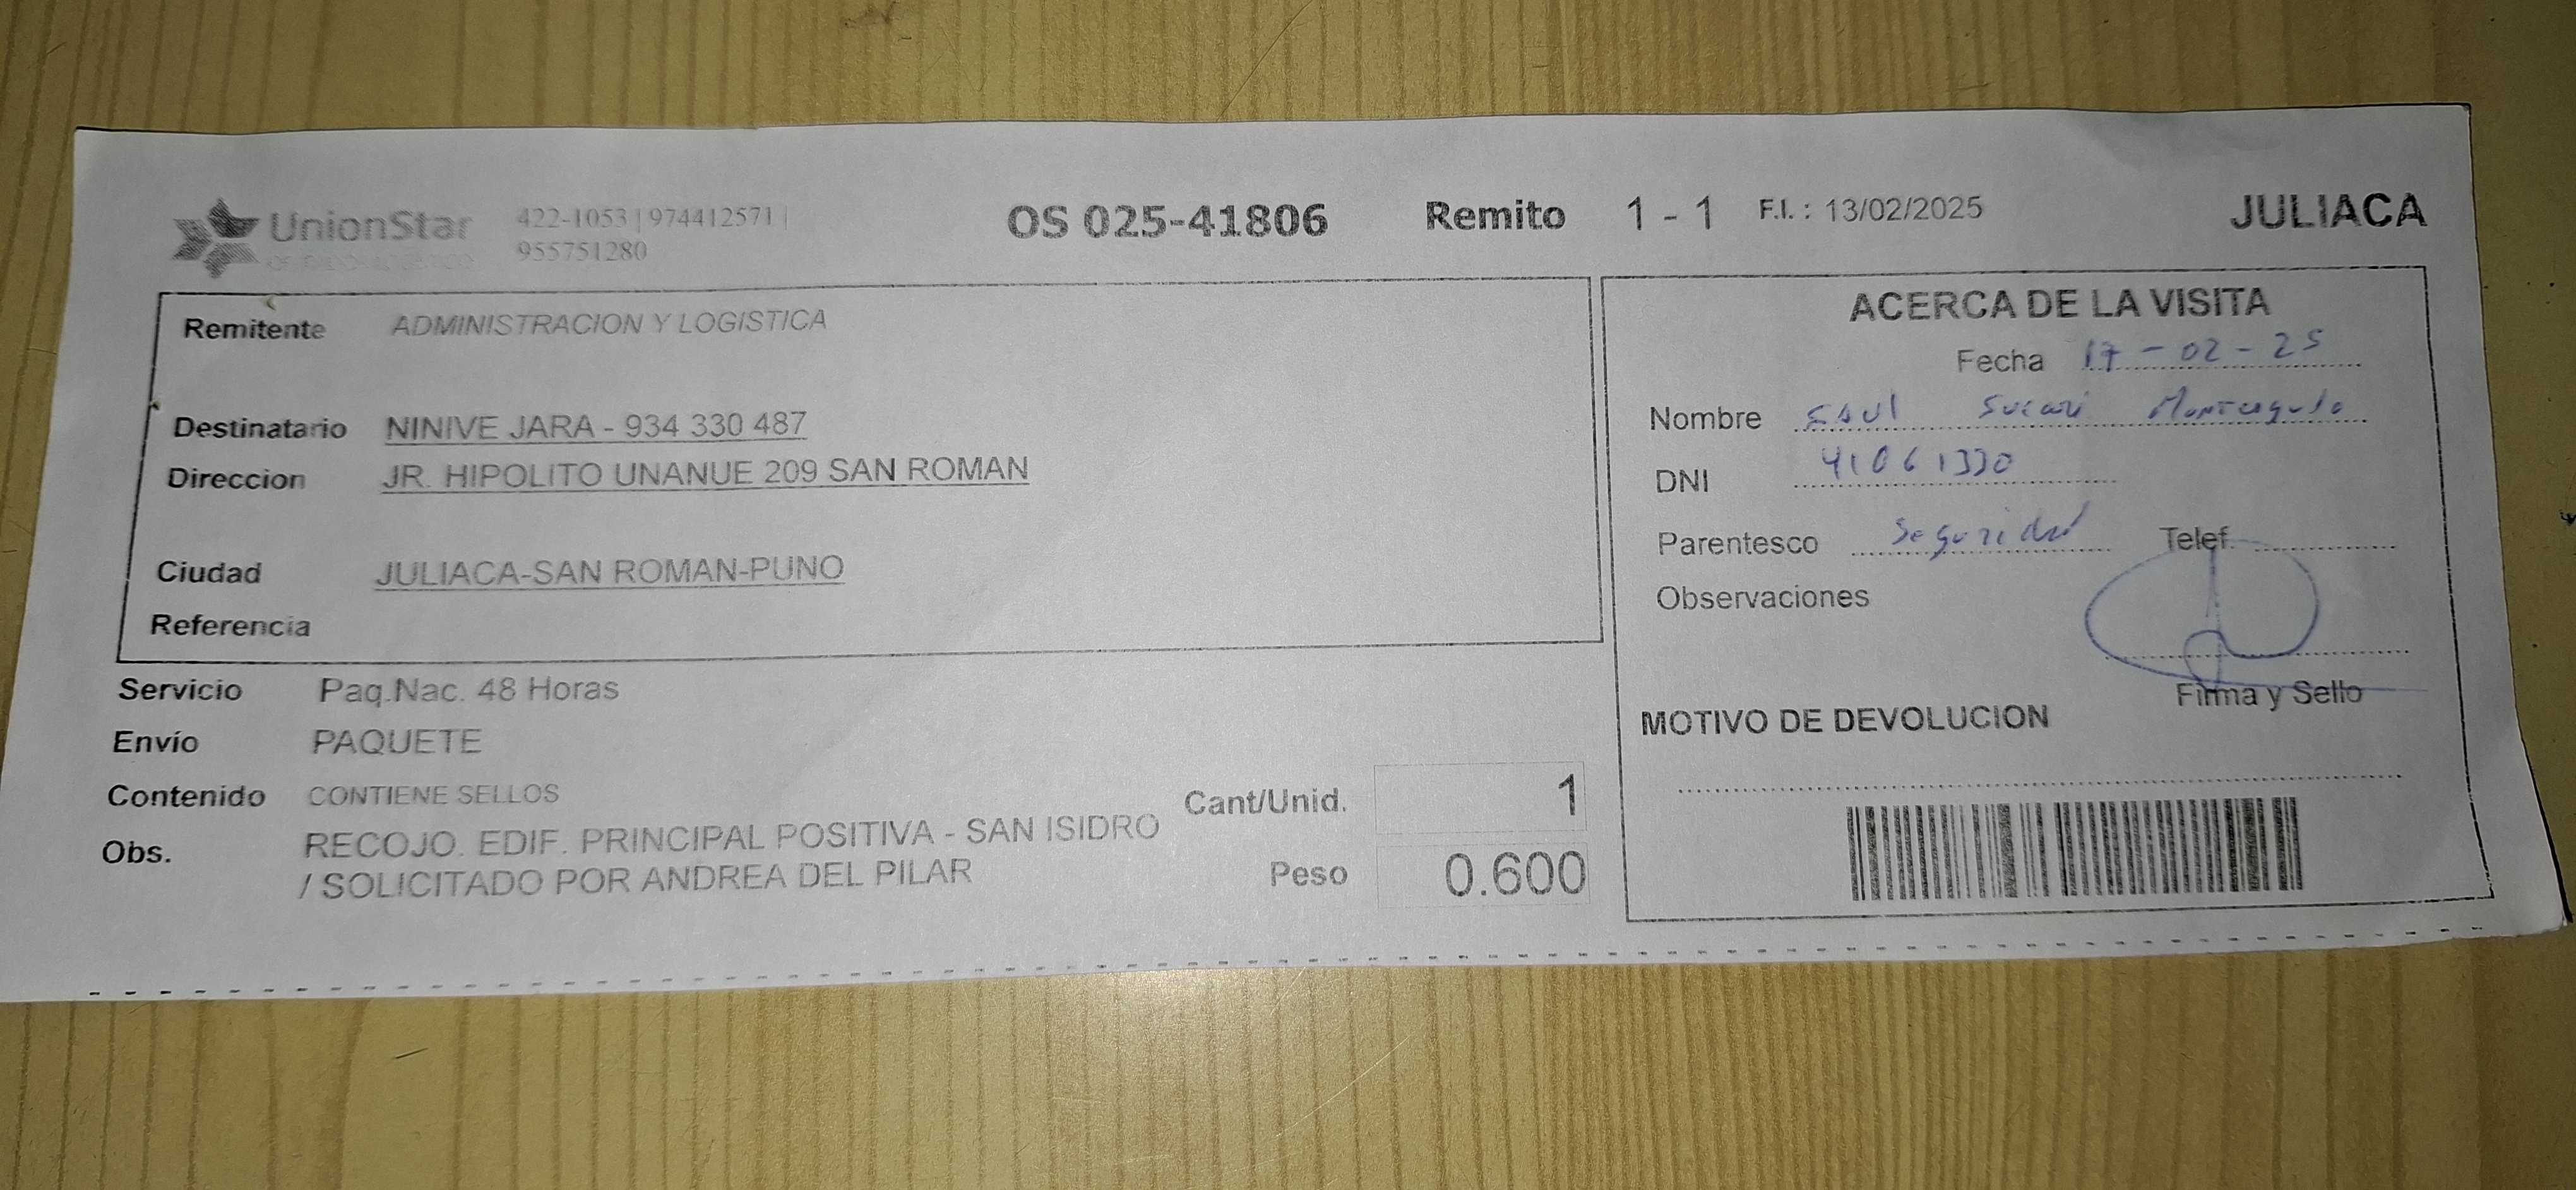 UnionStar
422-1053 | 974412571 |
955751280
OS 025-41806 Remito 1 - 1 F.I. : 13/02/2025 JULIACA
Remitente ADMINISTRACION Y LOGISTICA
Destinatario NINIVE JARA - 934 330 487
Direccion JR. HIPOLITO UNANUE 209 SAN ROMAN
Ciudad JULIACA-SAN ROMAN-PUNO
Referencia
Servicio Paq.Nac. 48 Horas
Envío PAQUETE
Contenido CONTIENE SELLOS
Obs. RECOJO. EDIF. PRINCIPAL POSITIVA - SAN ISIDRO
/ SOLICITADO POR ANDREA DEL PILAR
Cant/Unid. 1
Peso 0.600
ACERCA DE LA VISITA
Fecha 17-02-25
Nombre Sucari
DNI 41061330
Parentesco Seguridad Telef.
Observaciones
Firma y Sello
MOTIVO DE DEVOLUCION